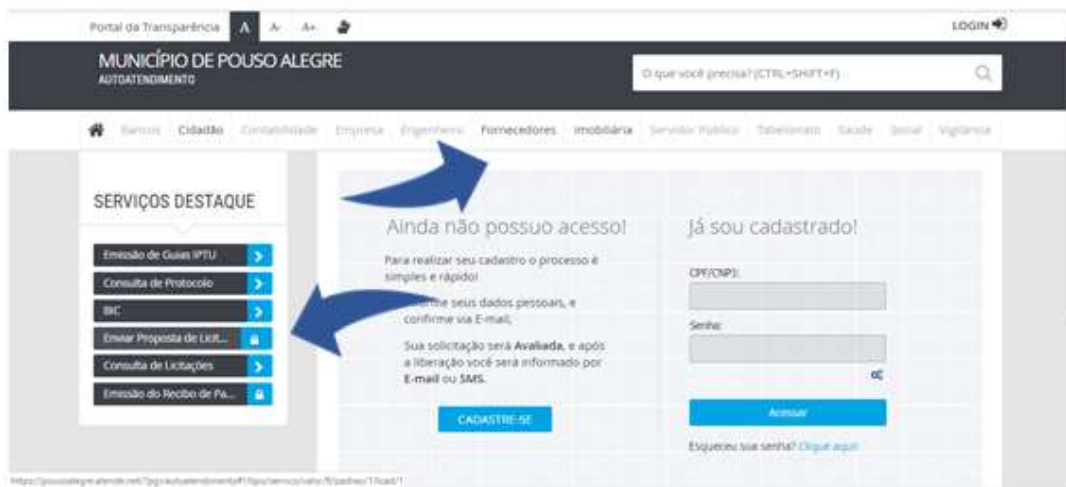 Portal da Transparência A A- A+
LOGIN
MUNICÍPIO DE POUSO ALEGRE
AUTOATENDIMENTO
O que você precisa? (CTRL+SHIFT+F)
Bancos Cidadão Contabilidade Empresa Engenheiro Fornecedores Imobiliária Servidor Público Tabelionato Saúde Social Vigilância
SERVIÇOS DESTAQUE
Emissão de Guias IPTU
Consulta de Protocolo
BIC
Enviar Proposta de Licit...
Consulta de Licitações
Emissão do Recibo de Pa...
Ainda não possuo acesso!
Para realizar seu cadastro o processo é
simples e rápido!
seus dados pessoais, e
confirme via E-mail;
Sua solicitação será Avaliada, e após
a liberação você será informado por
E-mail ou SMS.
CADASTRE-SE
Já sou cadastrado!
CPF/CNPJ:
Senha:
Acessar
Esqueceu sua senha? Clique aqui!